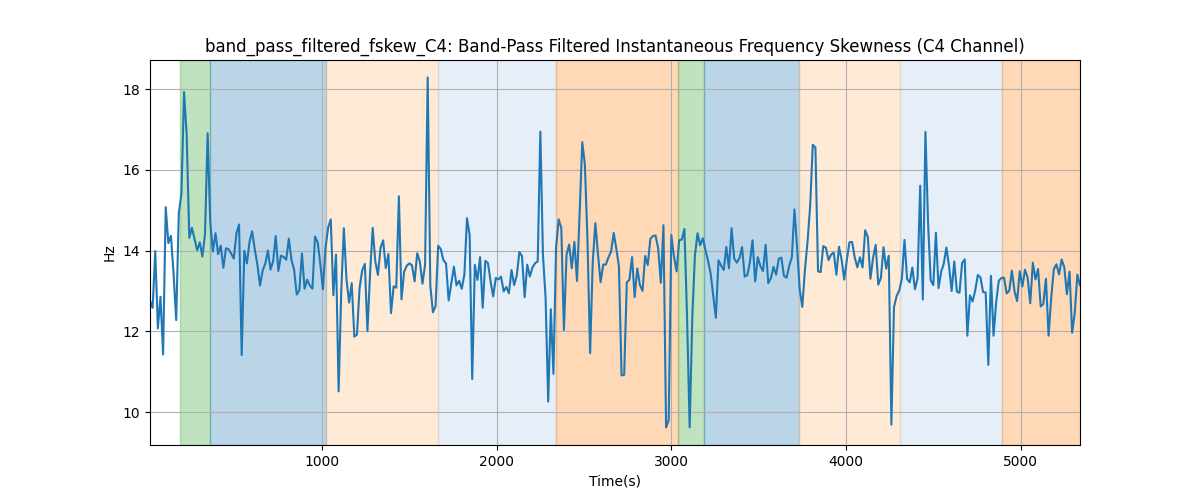 band_pass_filtered_fskew_C4: Band-Pass Filtered Instantaneous Frequency Skewness (C4 Channel)
18
16
14
12
10
Hz
1000 2000 3000 4000 5000
Time(s)